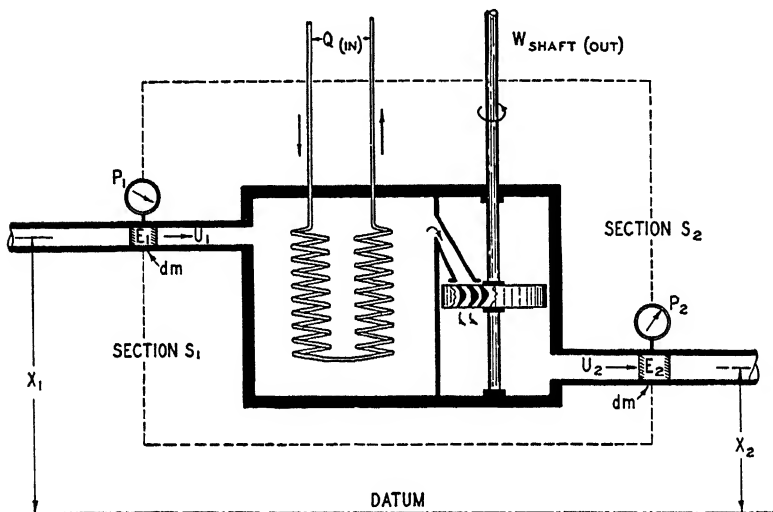 Q (IN)
W SHAFT (OUT)
P₁
E₁
U₁
dm
SECTION S₂
P₂
SECTION S₁
U₂
E₂
dm
X₁
X₂
DATUM